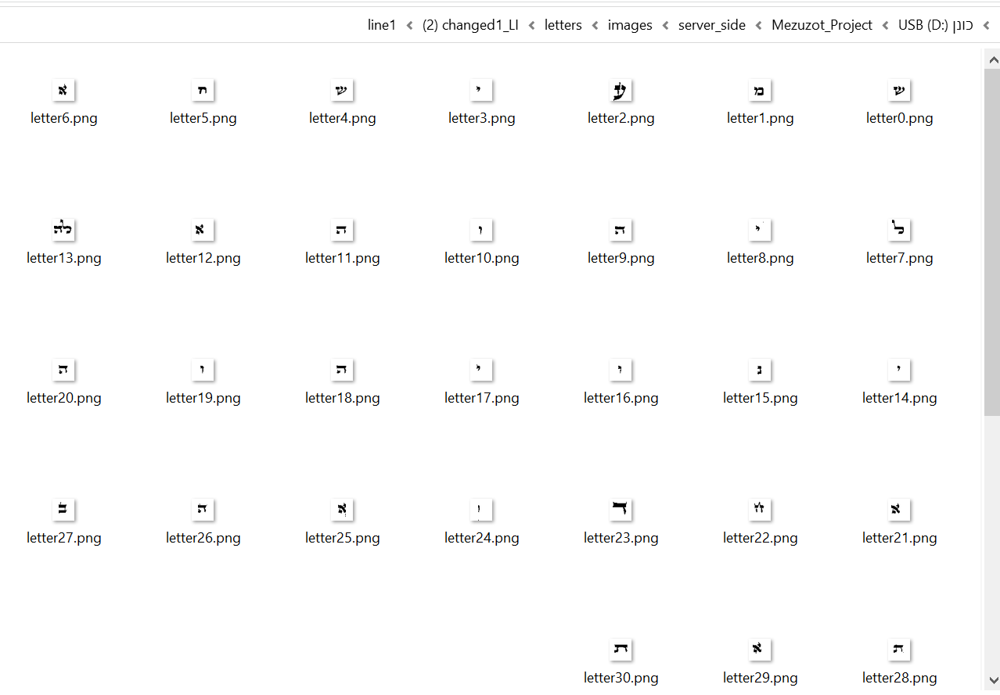 כונן USB (D:) ‹ Mezuzot_Project ‹ server_side ‹ images ‹ letters ‹ changed1_LI (2) ‹ line1
ש מ ע י ש א
letter0.png letter1.png letter2.png letter3.png letter4.png letter5.png letter6.png
ל י ה ו ה א לה
letter7.png letter8.png letter9.png letter10.png letter11.png letter12.png letter13.png
י נ ו י ה ו ה
letter14.png letter15.png letter16.png letter17.png letter18.png letter19.png letter20.png
א ח ד ו א ה ב
letter21.png letter22.png letter23.png letter24.png letter25.png letter26.png letter27.png
ת א ת
letter28.png letter29.png letter30.png